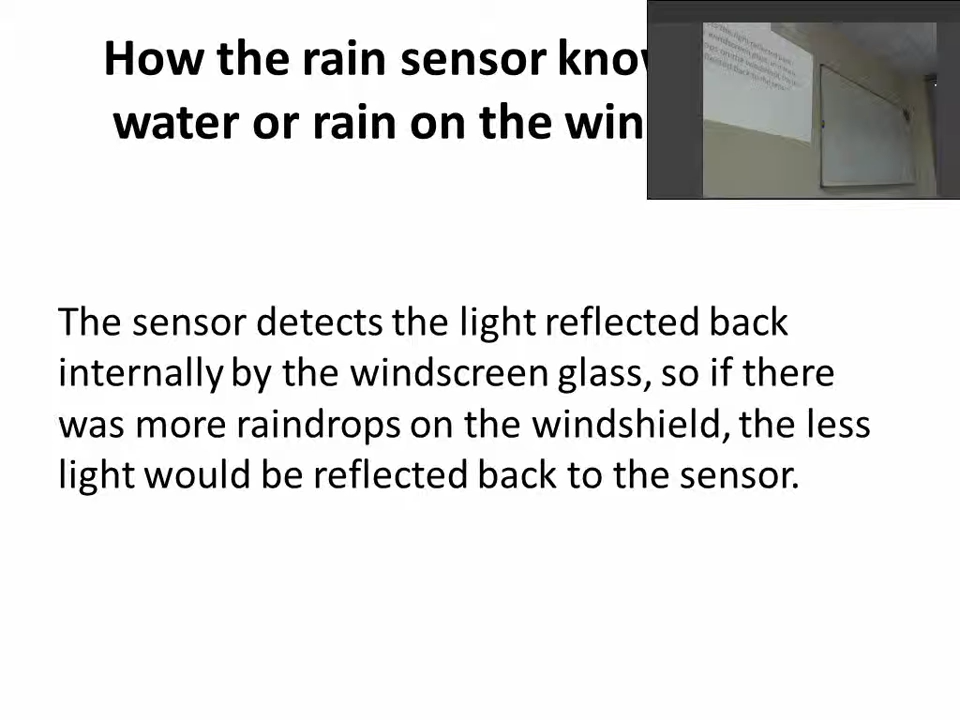 How the rain sensor
water or rain on the
The sensor detects the light reflected back
internally by the windscreen glass, so if there
was more raindrops on the windshield, the less
light would be reflected back to the sensor.